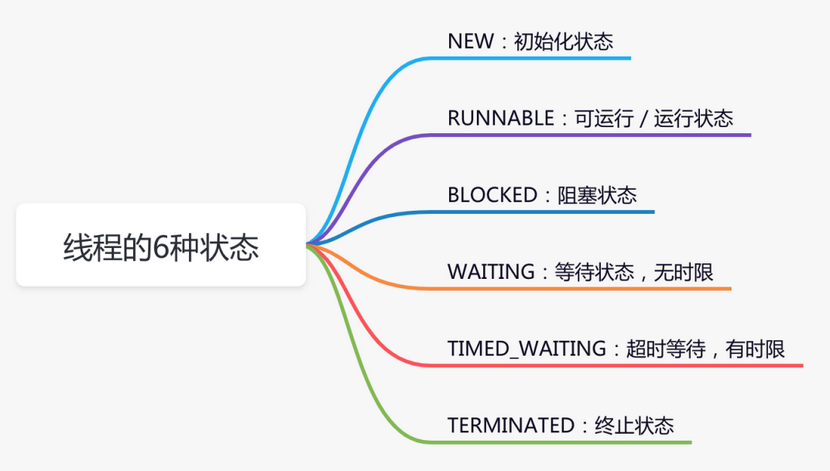 线程的6种状态
NEW：初始化状态
RUNNABLE：可运行 / 运行状态
BLOCKED：阻塞状态
WAITING：等待状态，无时限
TIMED_WAITING：超时等待，有时限
TERMINATED：终止状态